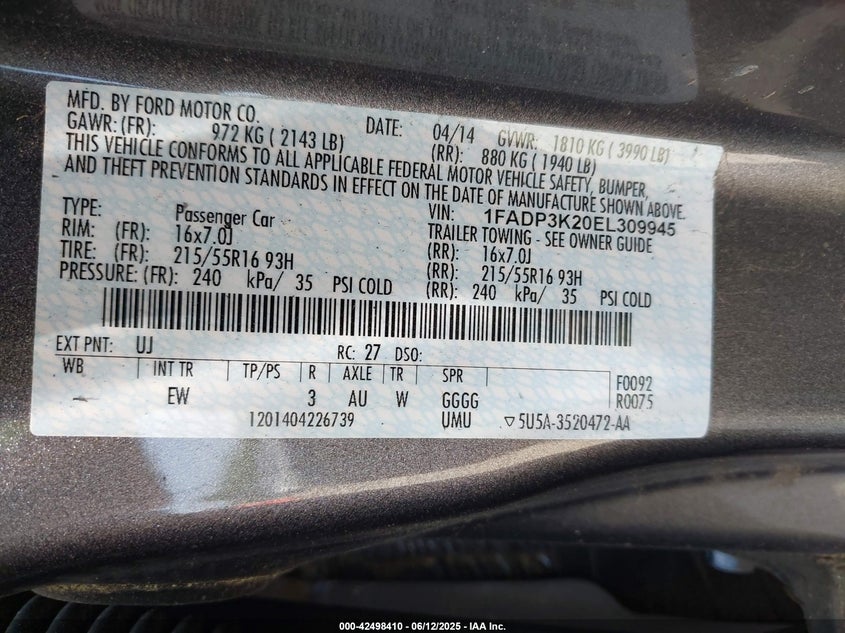 MFD. BY FORD MOTOR CO. DATE: 04/14 GVWR: 1810 KG ( 3990 LB)
GAWR: (FR): 972 KG ( 2143 LB) (RR): 880 KG ( 1940 LB)
THIS VEHICLE CONFORMS TO ALL APPLICABLE FEDERAL MOTOR VEHICLE SAFETY, BUMPER,
AND THEFT PREVENTION STANDARDS IN EFFECT ON THE DATE OF MANUFACTURE SHOWN ABOVE.
VIN: 1FADP3K20EL309945
TYPE: Passenger Car TRAILER TOWING - SEE OWNER GUIDE
RIM: (FR): 16x7.0J (RR): 16x7.0J
TIRE: (FR): 215/55R16 93H (RR): 215/55R16 93H
PRESSURE: (FR): 240 kPa/ 35 PSI COLD (RR): 240 kPa/ 35 PSI COLD
EXT PNT: UJ RC: 27 DSO:
WB INT TR TP/PS R AXLE TR SPR F0092
- EW 3 AU W GGGG R0075
1201404226739 UMU ▽5U5A-3520472-AA
000-42498410 - 06/12/2025 - IAA Inc.